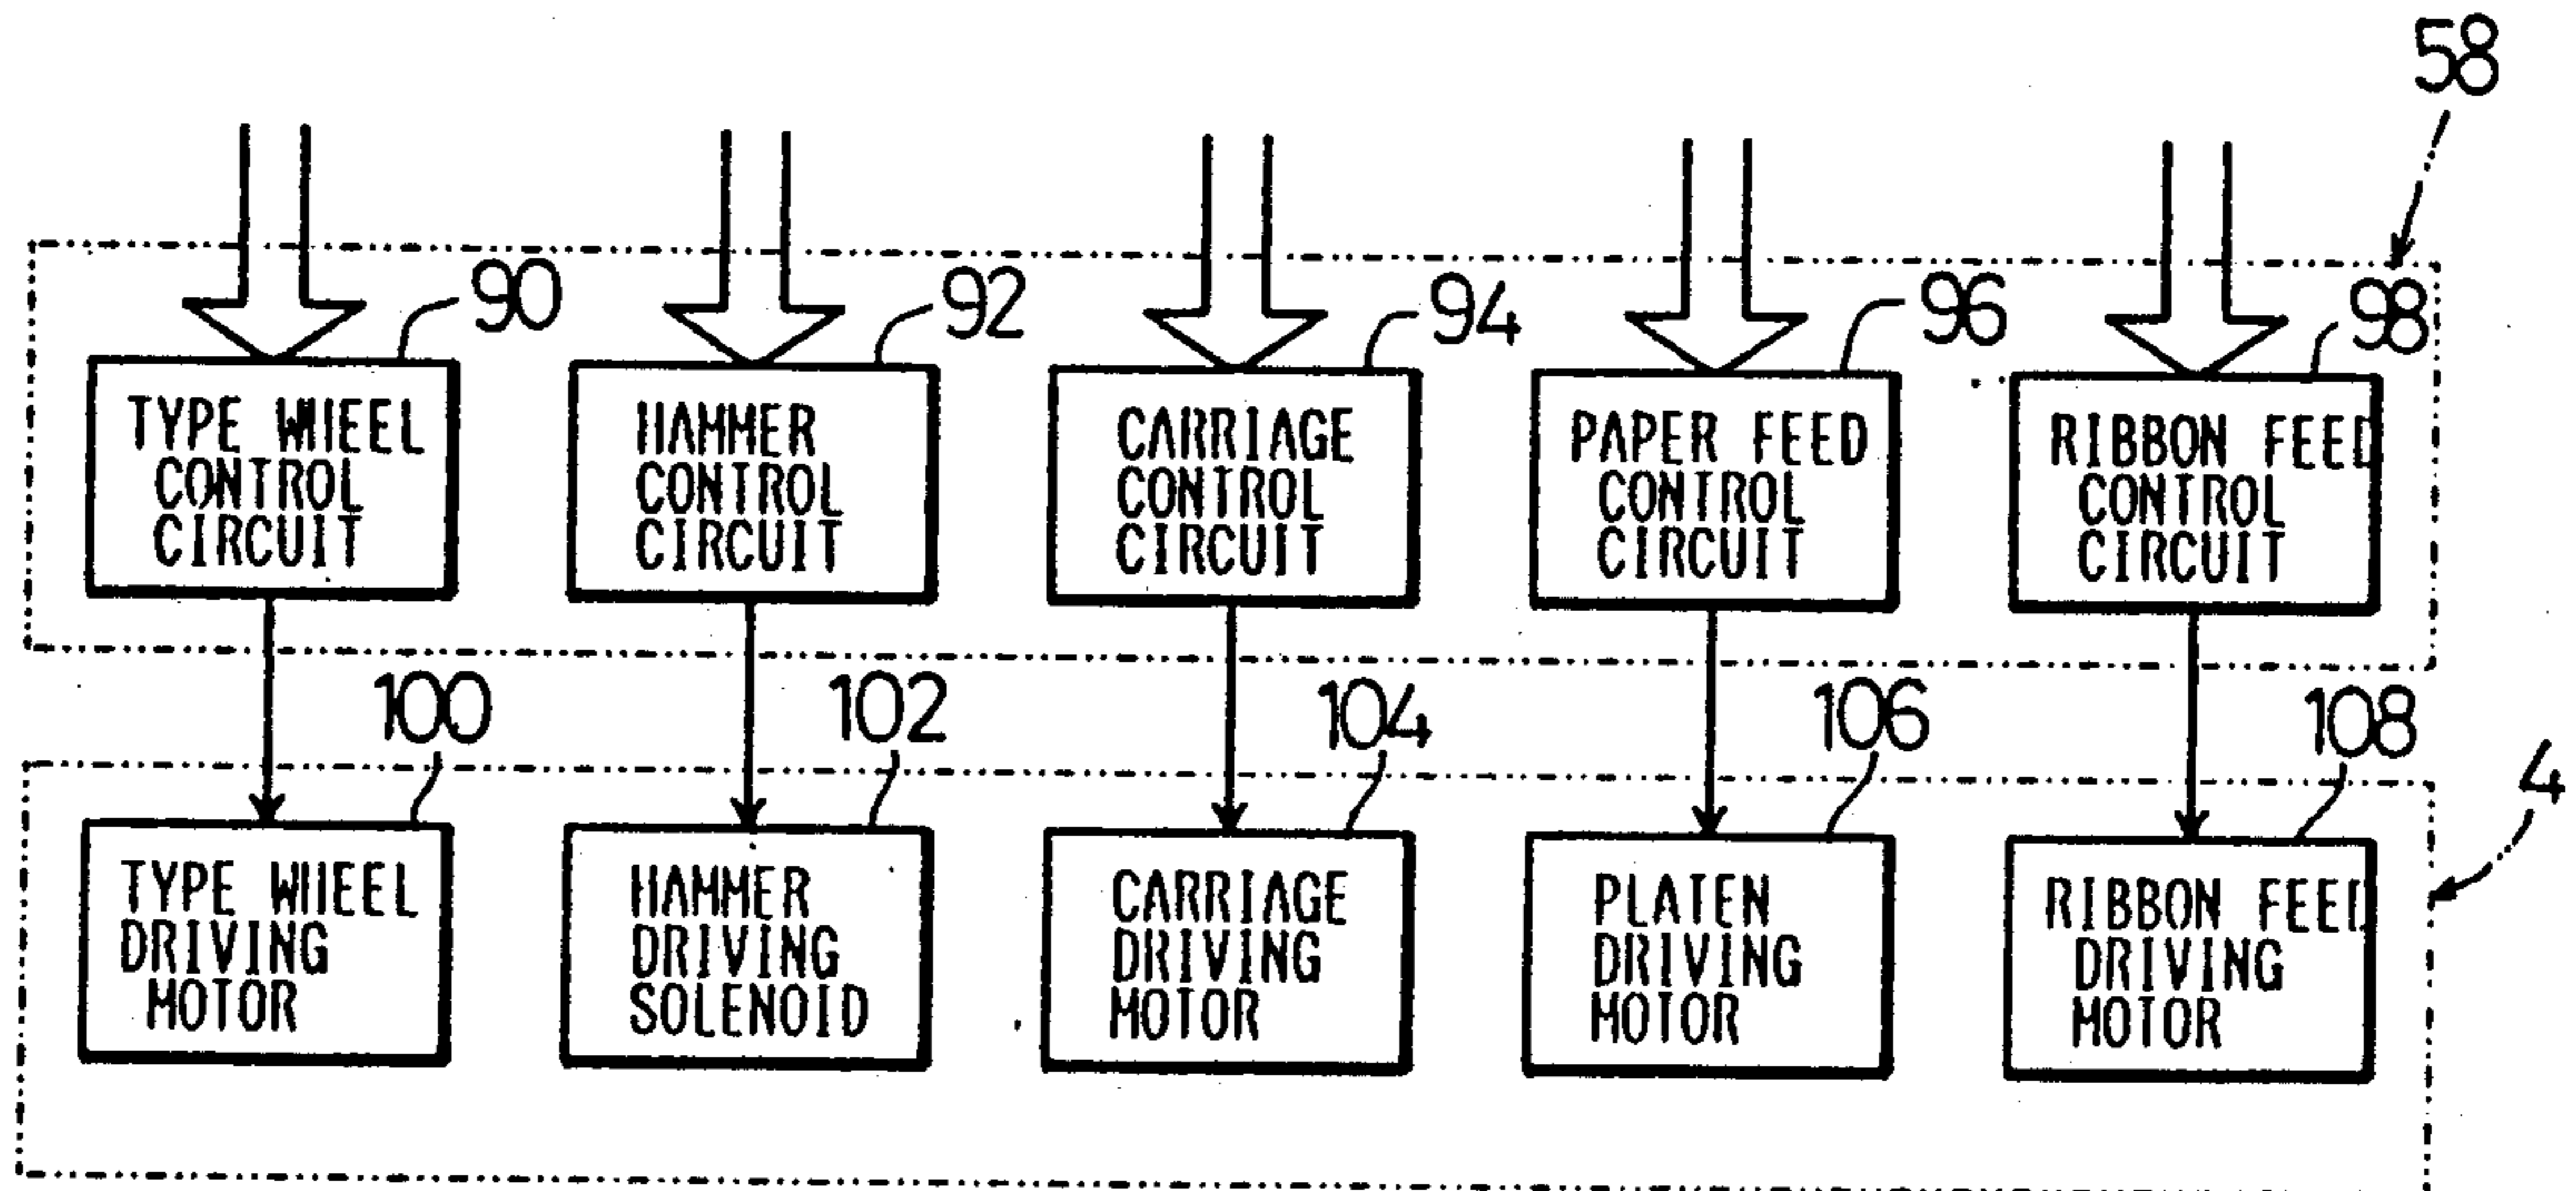 58
90
92
94
96
98
TYPE WHEEL
CONTROL
CIRCUIT
HAMMER
CONTROL
CIRCUIT
CARRIAGE
CONTROL
CIRCUIT
PAPER FEED
CONTROL
CIRCUIT
RIBBON FEED
CONTROL
CIRCUIT
100
102
104
106
108
4
TYPE WHEEL
DRIVING
MOTOR
HAMMER
DRIVING
SOLENOID
CARRIAGE
DRIVING
MOTOR
PLATEN
DRIVING
MOTOR
RIBBON FEED
DRIVING
MOTOR